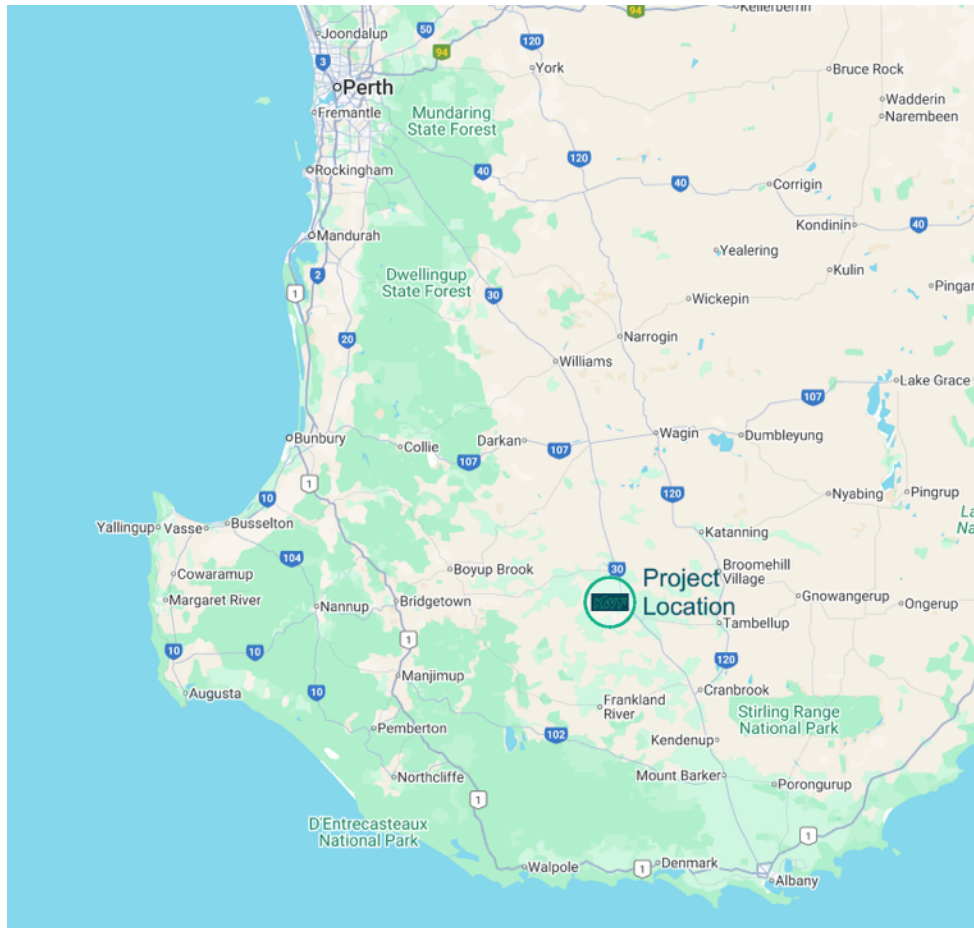 Kellerberrin
94
50
Joondalup
120
94
3
York
Bruce Rock
Perth
Wadderin
Fremantle
Mundaring
State Forest
Narembeen
120
Rockingham
40
40
Corrigin
Kondinin
40
Mandurah
Yealering
Dwellingup
State Forest
2
Kulin
1
30
Wickepin
Pingar
20
Narrogin
Williams
Lake Grace
107
Bunbury
Collie
Darkan
107
107
Wagin
Dumbleyung
1
10
120
Nyabing
Pingrup
La
Na
Yallingup
Vasse
Busselton
Katanning
104
Boyup Brook
30
Broomehill
Village
Cowaramup
Project
Location
Margaret River
Nannup
Bridgetown
Gnowangerup
Ongerup
Tambellup
1
10
10
120
Manjimup
Augusta
10
Cranbrook
Frankland
River
Stirling Range
National Park
Pemberton
102
Kendenup
Northcliffe
Mount Barker
Porongurup
1
D'Entrecasteaux
National Park
1
Walpole
1
Denmark
Albany